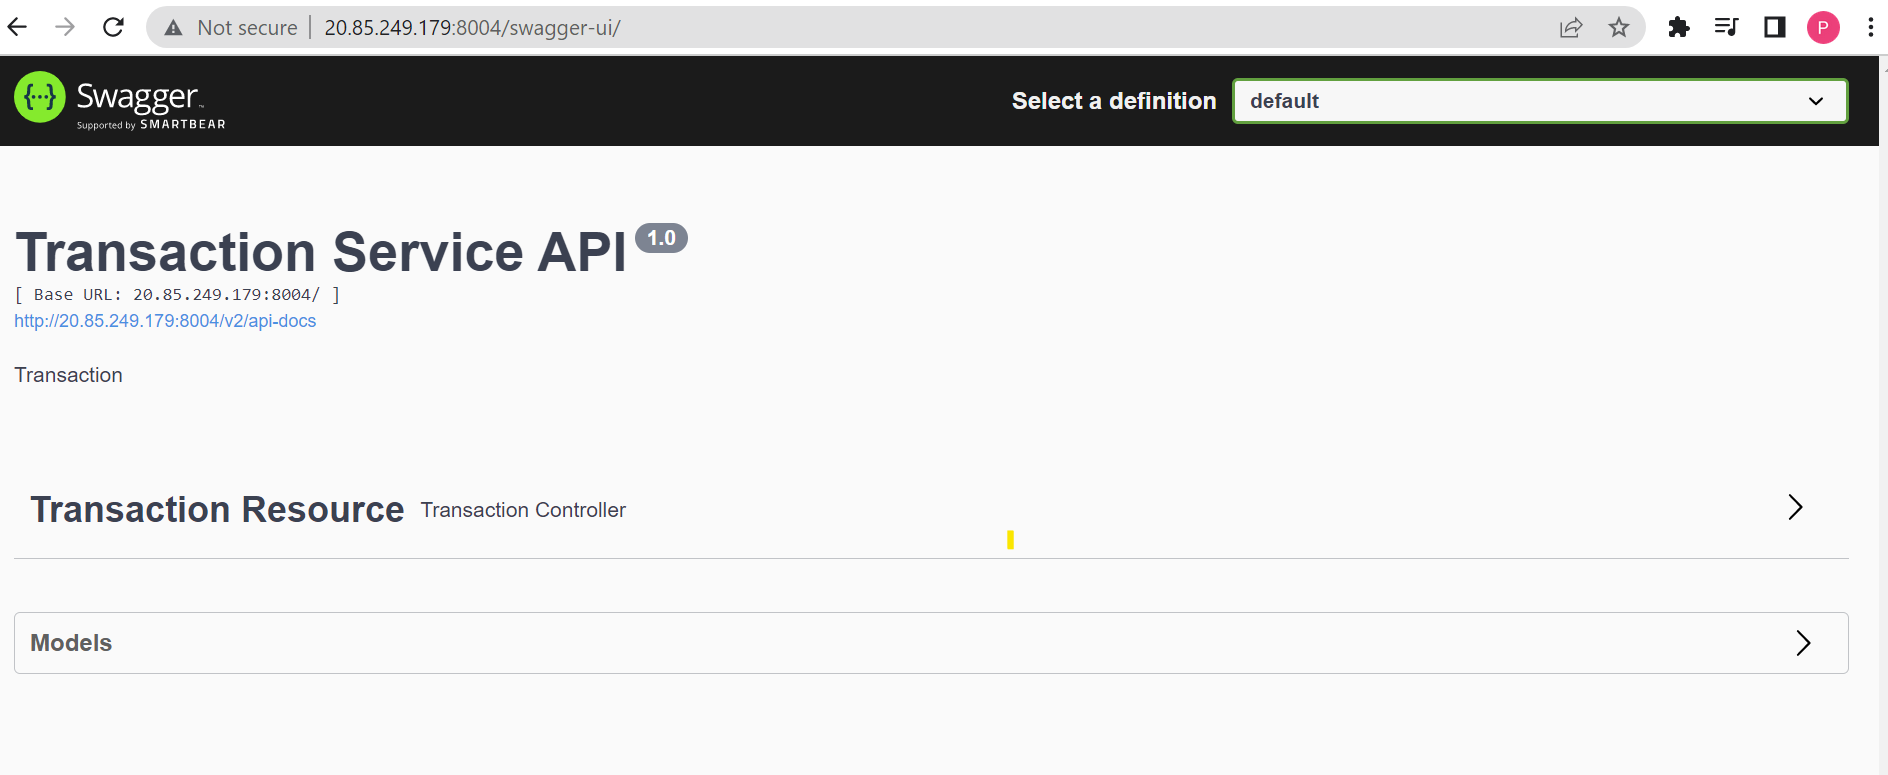 Not secure | 20.85.249.179:8004/swagger-ui/
P
{···} Swagger™
Supported by SMARTBEAR
Select a definition
default
Transaction Service API 1.0
[ Base URL: 20.85.249.179:8004/ ]
http://20.85.249.179:8004/v2/api-docs
Transaction
Transaction Resource Transaction Controller
Models